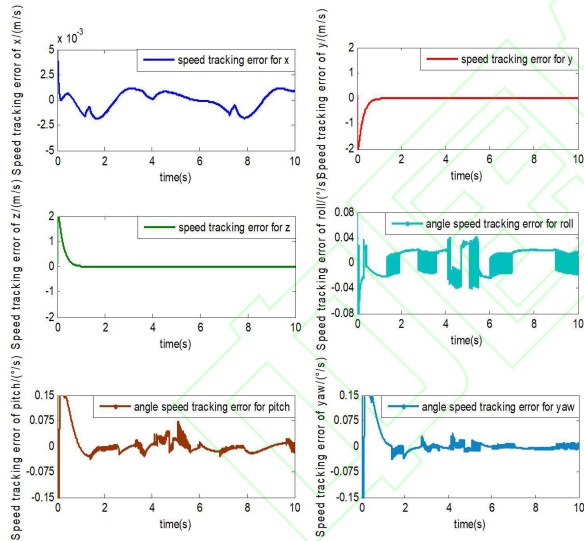 x 10⁻³
Speed tracking error of x/(m/s)
5
0
-5
speed tracking error for x
0 2 4 6 8 10
time(s)
Speed tracking error of y/(m/s)
2
1
0
-1
-2
speed tracking error for y
0 2 4 6 8 10
time(s)
Speed tracking error of z/(m/s)
2
1
0
-1
-2
speed tracking error for z
0 2 4 6 8 10
time(s)
Speed tracking error of roll/(°/s)
0.08
0.04
0
-0.04
-0.08
angle speed tracking error for roll
0 2 4 6 8 10
time(s)
Speed tracking error of pitch/(°/s)
0.15
0.075
0
-0.075
-0.15
angle speed tracking error for pitch
0 2 4 6 8 10
time(s)
Speed tracking error of yaw/(°/s)
0.15
0.075
0
-0.075
-0.15
angle speed tracking error for yaw
0 2 4 6 8 10
time(s)